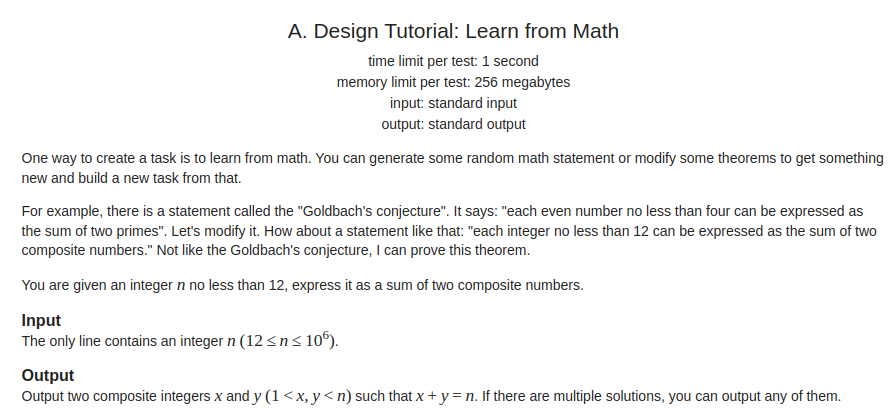 A. Design Tutorial: Learn from Math
time limit per test: 1 second
memory limit per test: 256 megabytes
input: standard input
output: standard output
One way to create a task is to learn from math. You can generate some random math statement or modify some theorems to get something
new and build a new task from that.
For example, there is a statement called the "Goldbach's conjecture". It says: "each even number no less than four can be expressed as
the sum of two primes". Let's modify it. How about a statement like that: "each integer no less than 12 can be expressed as the sum of two
composite numbers." Not like the Goldbach's conjecture, I can prove this theorem.
You are given an integer n no less than 12, express it as a sum of two composite numbers.
Input
The only line contains an integer n (12 ≤ n ≤ 10⁶).
Output
Output two composite integers x and y (1 < x, y < n) such that x + y = n. If there are multiple solutions, you can output any of them.